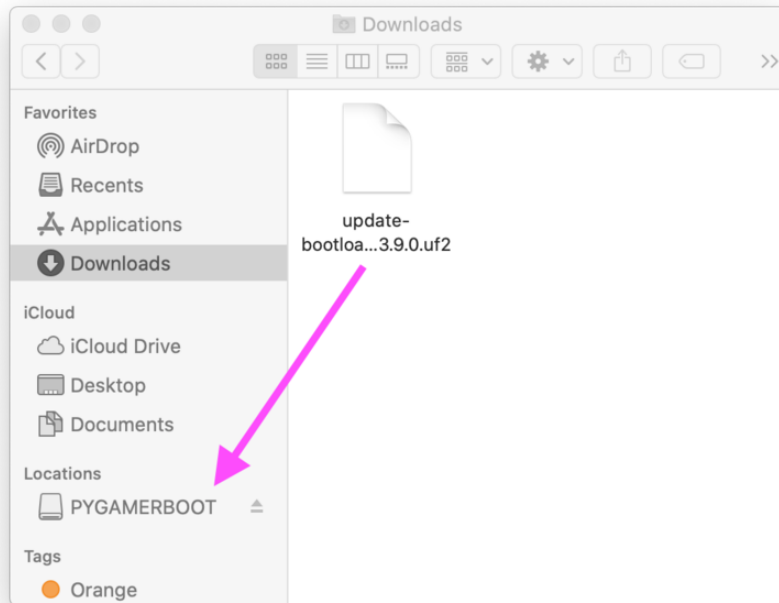 Downloads
Favorites
AirDrop
Recents
Applications
Downloads
iCloud
iCloud Drive
Desktop
Documents
Locations
PYGAMERBOOT
Tags
Orange
update-
bootloa...3.9.0.uf2